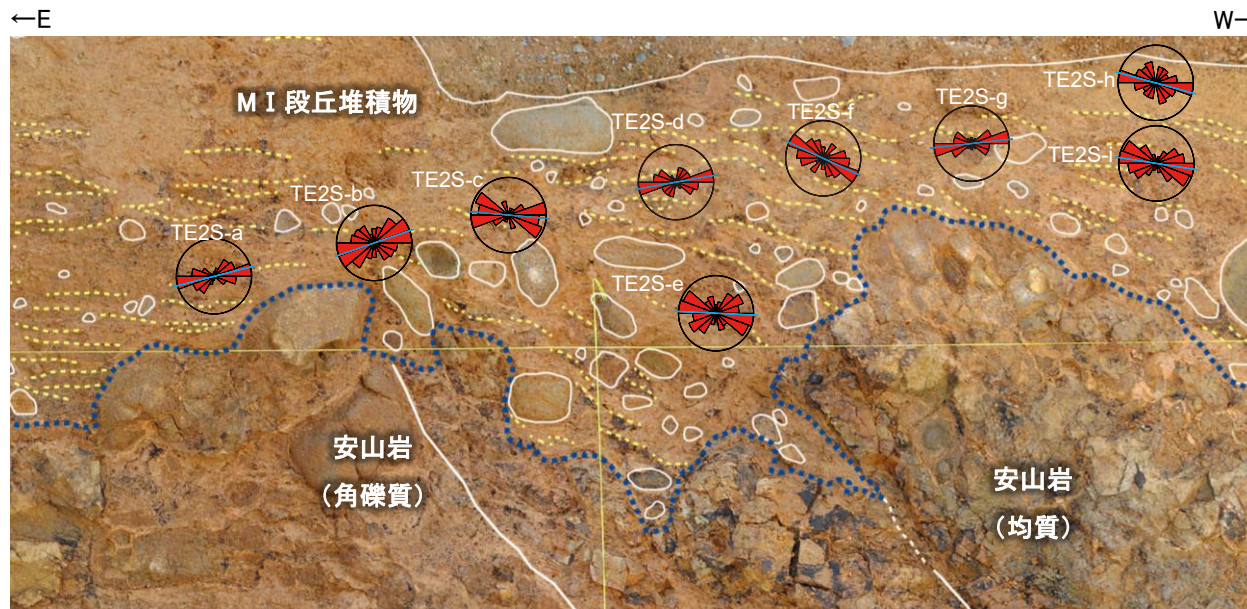 ←E
W−
MⅠ段丘堆積物
TE2S-a
TE2S-b
TE2S-c
TE2S-d
TE2S-e
TE2S-f
TE2S-g
TE2S-h
TE2S-i
安山岩
（角礫質）
安山岩
（均質）